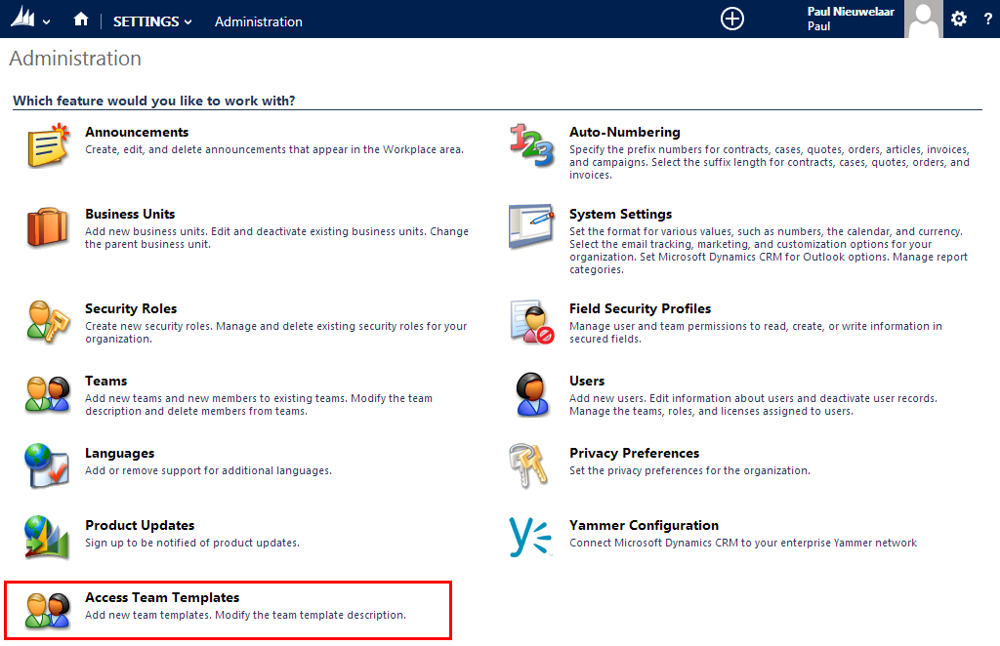 SETTINGS
Administration
Paul Nieuwelaar
Paul
?
Administration
Which feature would you like to work with?
Announcements
Create, edit, and delete announcements that appear in the Workplace area.
Auto-Numbering
Specify the prefix numbers for contracts, cases, quotes, orders, articles, invoices,
and campaigns. Select the suffix length for contracts, cases, quotes, orders, and
invoices.
Business Units
Add new business units. Edit and deactivate existing business units. Change
the parent business unit.
System Settings
Set the format for various values, such as numbers, the calendar, and currency.
Select the email tracking, marketing, and customization options for your
organization. Set Microsoft Dynamics CRM for Outlook options. Manage report
categories.
Security Roles
Create new security roles. Manage and delete existing security roles for your
organization.
Field Security Profiles
Manage user and team permissions to read, create, or write information in
secured fields.
Teams
Add new teams and new members to existing teams. Modify the team
description and delete members from teams.
Users
Add new users. Edit information about users and deactivate user records.
Manage the teams, roles, and licenses assigned to users.
Languages
Add or remove support for additional languages.
Privacy Preferences
Set the privacy preferences for the organization.
Product Updates
Sign up to be notified of product updates.
Yammer Configuration
Connect Microsoft Dynamics CRM to your enterprise Yammer network
Access Team Templates
Add new team templates. Modify the team template description.